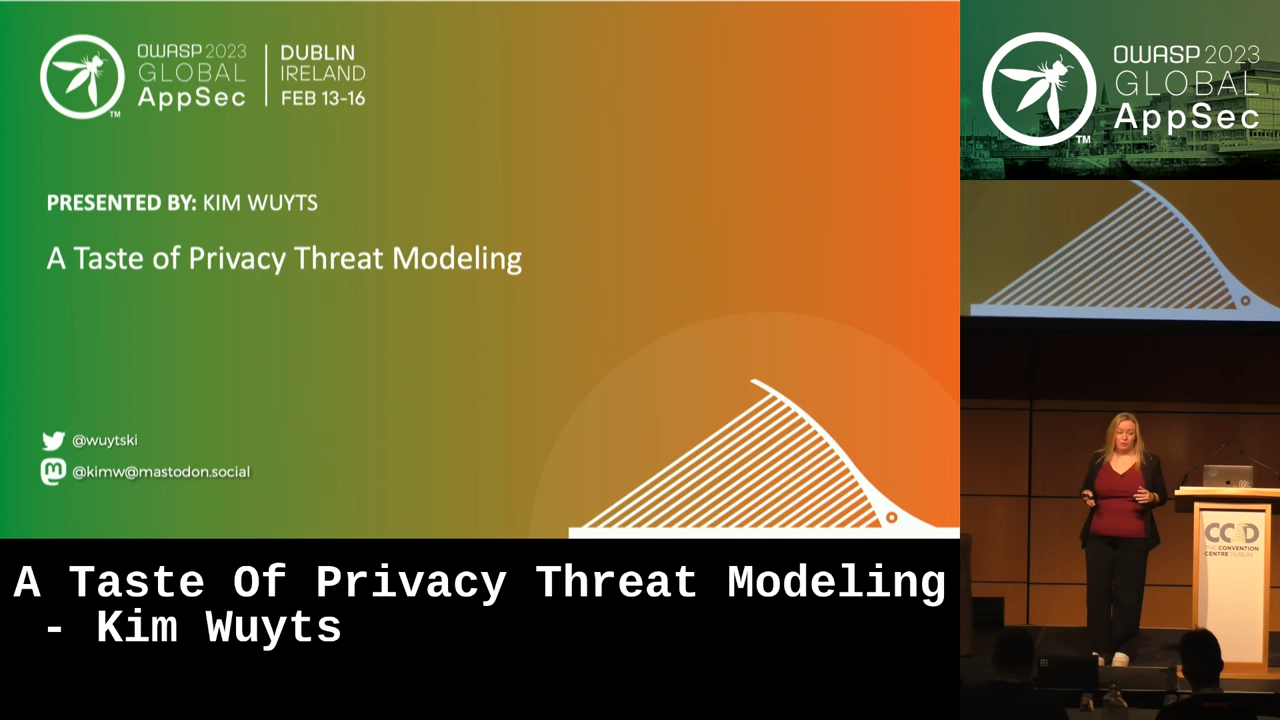 OWASP 2023
GLOBAL
AppSec
TM
DUBLIN
IRELAND
FEB 13-16
PRESENTED BY: KIM WUYTS
A Taste of Privacy Threat Modeling
@wuytski
@kimw@mastodon.social
A Taste Of Privacy Threat Modeling
- Kim Wuyts
OWASP 2023
GLOBAL
AppSec
TM
CCD
THE CONVENTION
CENTRE DUBLIN